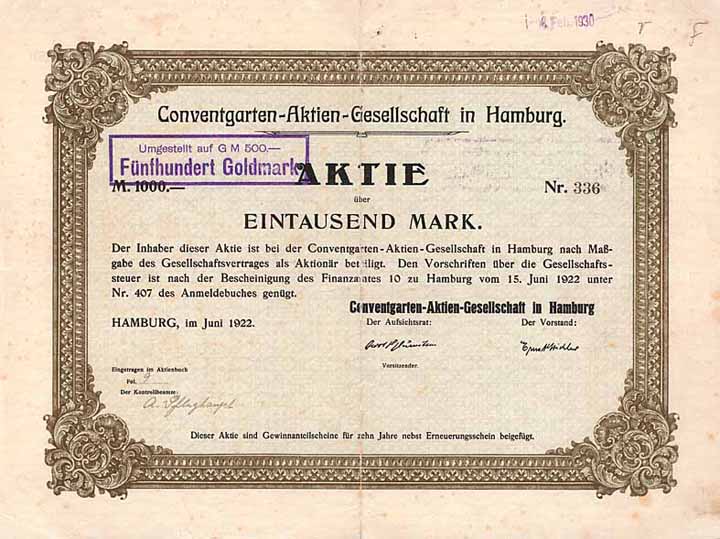 Feb. 1930
Conventgarten-Aktien-Gesellschaft in Hamburg.
Umgestellt auf G M 500.—
Fünfhundert Goldmark
M. 1000.—
AKTIE
Nr. 336
über
EINTAUSEND MARK.
Der Inhaber dieser Aktie ist bei der Conventgarten-Aktien-Gesellschaft in Hamburg nach Maß-
gabe des Gesellschaftsvertrages als Aktionär beteiligt. Den Vorschriften über die Gesellschafts-
steuer ist nach der Bescheinigung des Finanzamtes 10 zu Hamburg vom 15. Juni 1922 unter
Nr. 407 des Anmeldebuches genügt.
Conventgarten-Aktien-Gesellschaft in Hamburg
HAMBURG, im Juni 1922.
Der Aufsichtsrat:
Der Vorstand:
Vorsitzender.
Eingetragen im Aktienbuch
Fol. 9
Der Kontrollbeamte:
Dieser Aktie sind Gewinnanteilscheine für zehn Jahre nebst Erneuerungsschein beigefügt.